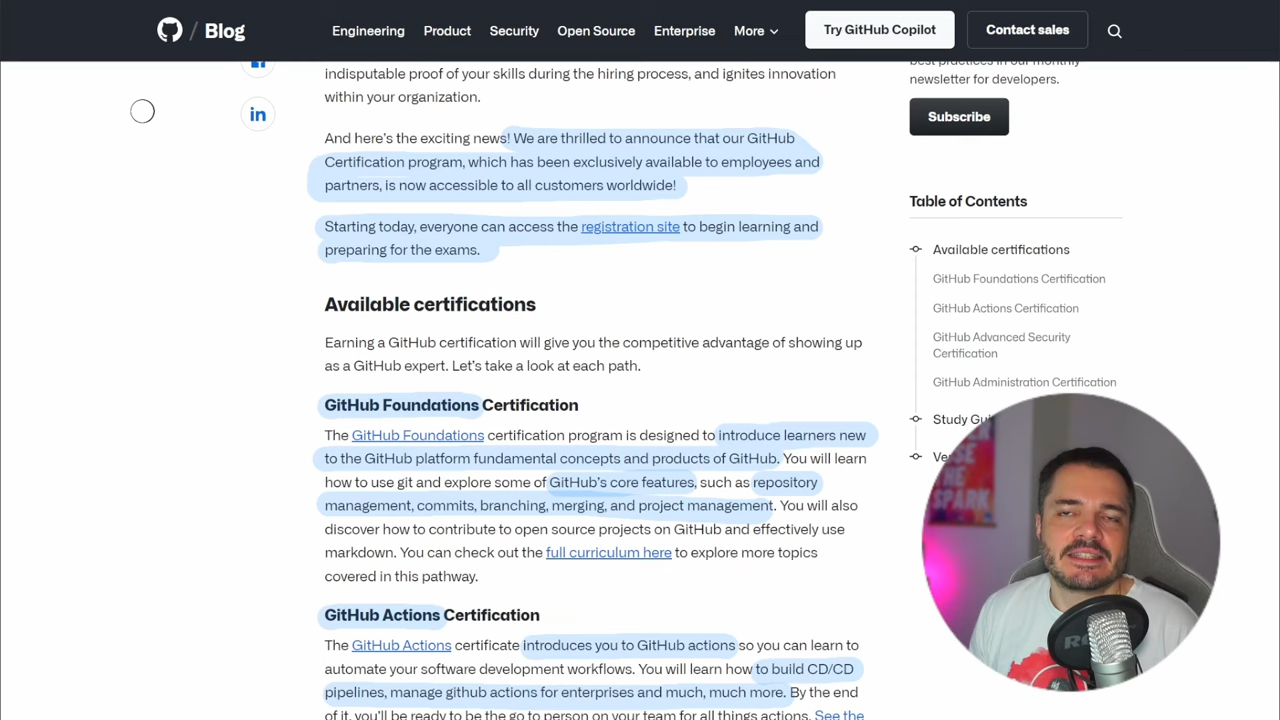 / Blog
Engineering Product Security Open Source Enterprise More
Try GitHub Copilot
Contact sales
indisputable proof of your skills during the hiring process, and ignites innovation
within your organization.
And here's the exciting news! We are thrilled to announce that our GitHub
Certification program, which has been exclusively available to employees and
partners, is now accessible to all customers worldwide!
Starting today, everyone can access the registration site to begin learning and
preparing for the exams.
Available certifications
Earning a GitHub certification will give you the competitive advantage of showing up
as a GitHub expert. Let's take a look at each path.
GitHub Foundations Certification
The GitHub Foundations certification program is designed to introduce learners new
to the GitHub platform fundamental concepts and products of GitHub. You will learn
how to use git and explore some of GitHub's core features, such as repository
management, commits, branching, merging, and project management. You will also
discover how to contribute to open source projects on GitHub and effectively use
markdown. You can check out the full curriculum here to explore more topics
covered in this pathway.
GitHub Actions Certification
The GitHub Actions certificate introduces you to GitHub actions so you can learn to
automate your software development workflows. You will learn how to build CD/CD
pipelines, manage github actions for enterprises and much, much more. By the end
of it, you'll be ready to be the go to person on your team for all things actions. See the
best practices in our monthly
newsletter for developers.
Subscribe
Table of Contents
Available certifications
GitHub Foundations Certification
GitHub Actions Certification
GitHub Advanced Security
Certification
GitHub Administration Certification
Study
in